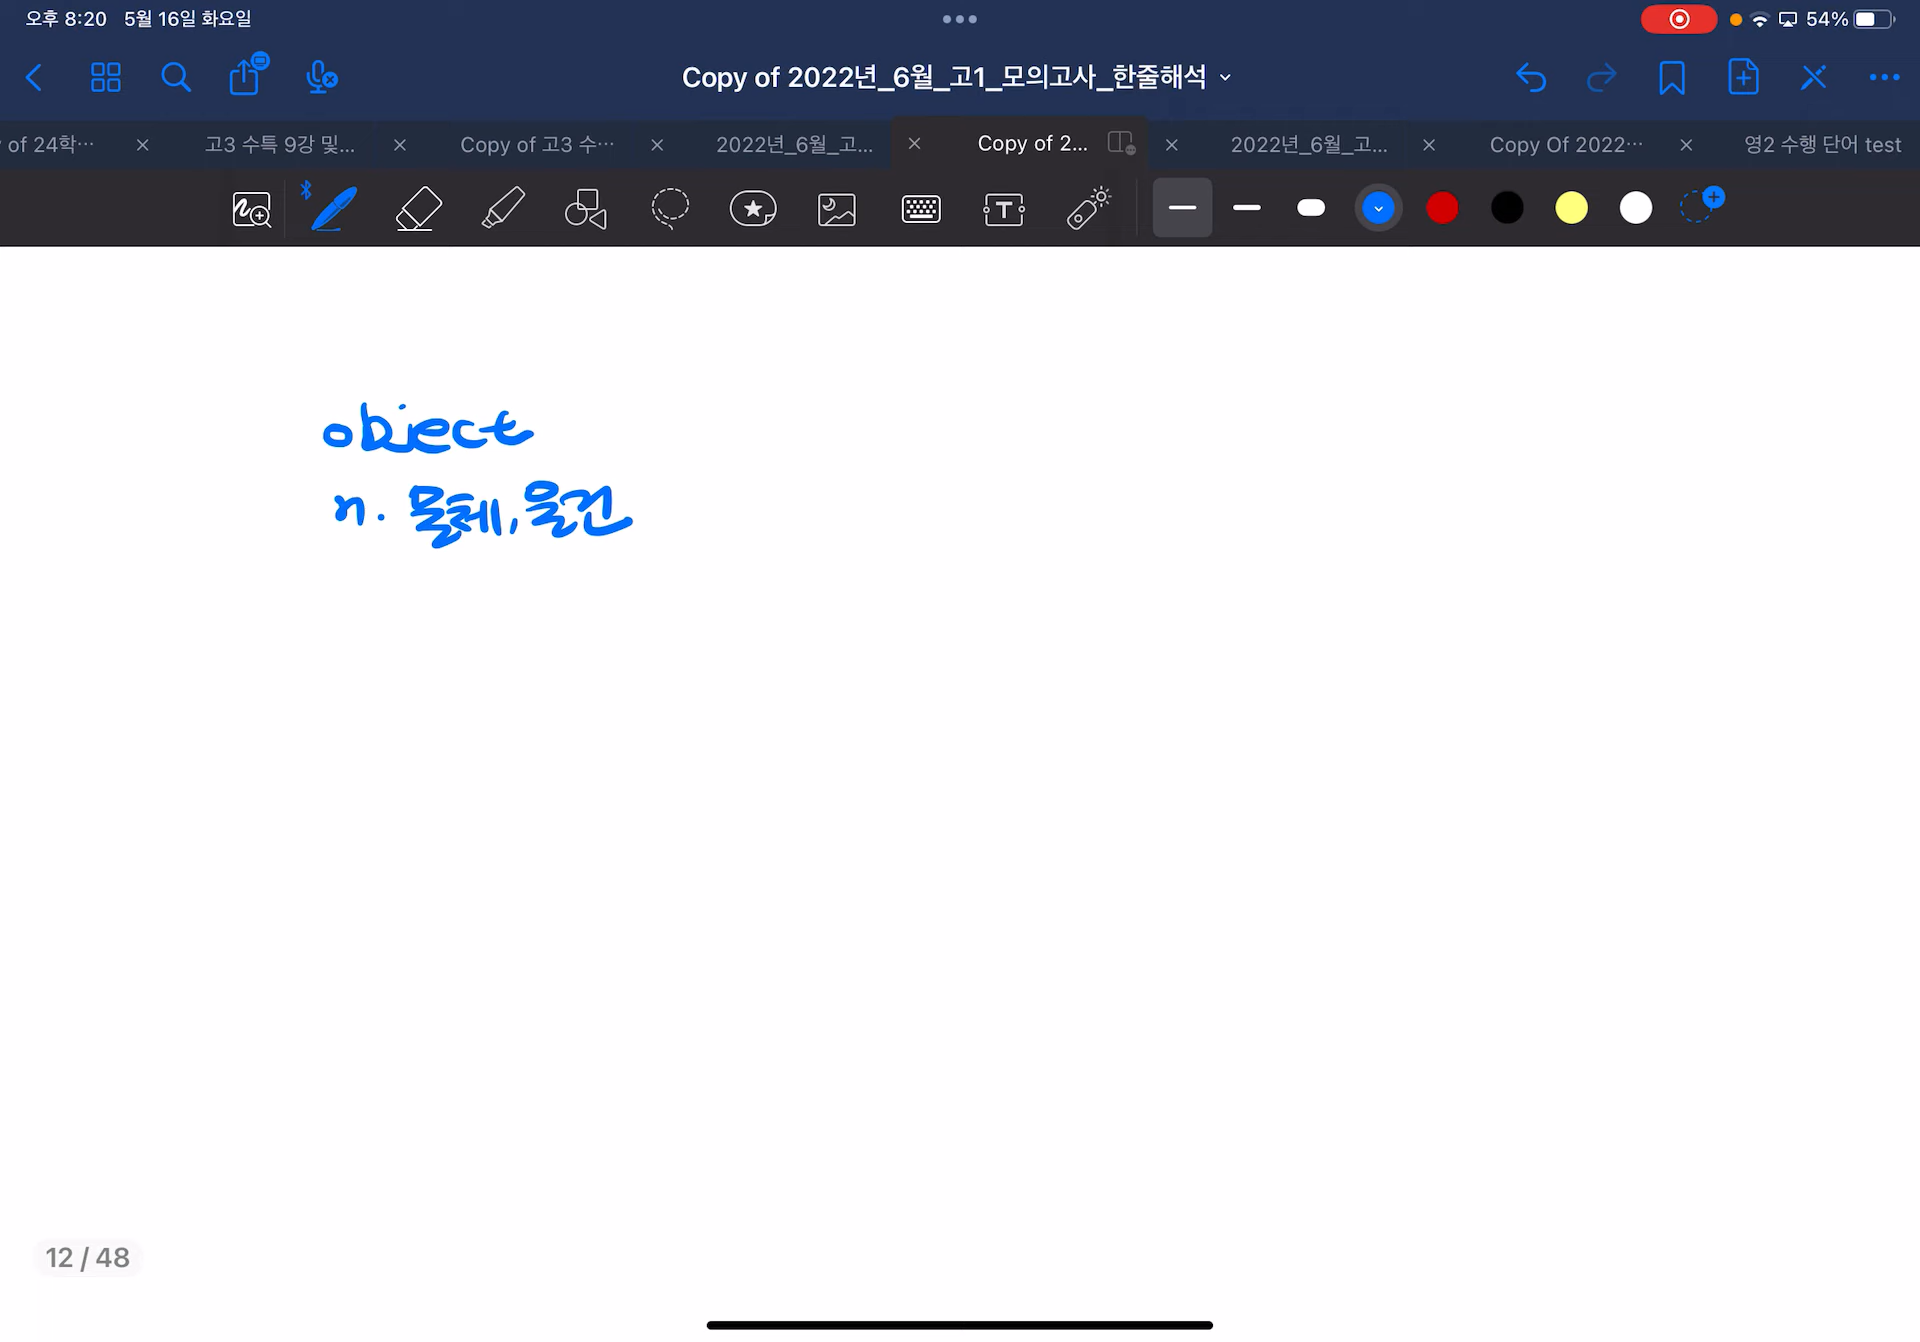 오후 8:20 5월 16일 화요일
54%
Copy of 2022년_6월_고1_모의고사_한줄해석
of 24학… 고3 수특 9강 및... Copy of 고3 수… 2022년_6월_고... Copy of 2... 2022년_6월_고... Copy Of 2022… 영2 수행 단어 test
T
object
n. 물체, 물건
12 / 48